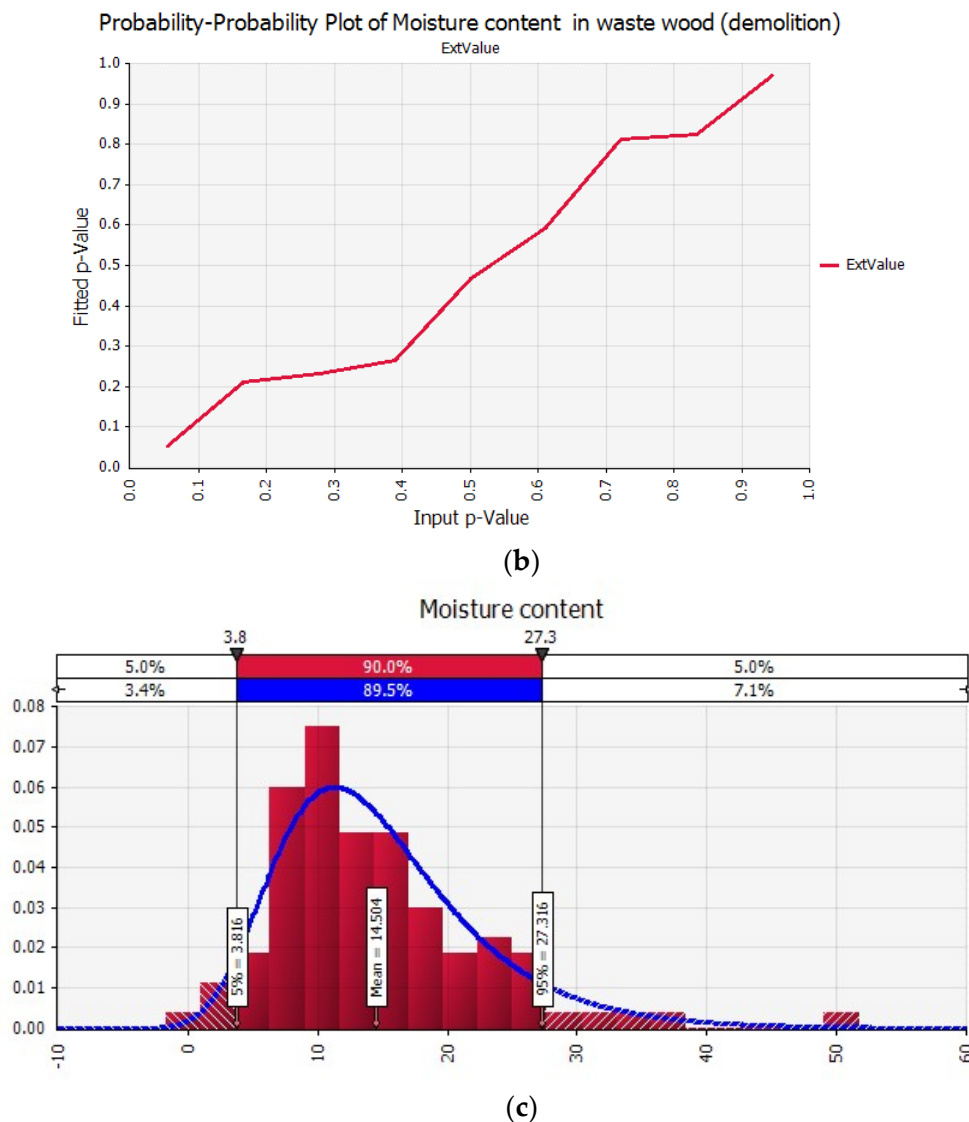 Probability-Probability Plot of Moisture content in waste wood (demolition)
ExtValue
1.0
0.9
0.8
0.7
0.6
0.5
0.4
0.3
0.2
0.1
0.0
Fitted p-Value
ExtValue
0.0 0.1 0.2 0.3 0.4 0.5 0.6 0.7 0.8 0.9 1.0
Input p-Value
(b)
Moisture content
3.8 27.3
5.0% 90.0% 5.0%
3.4% 89.5% 7.1%
0.08
0.07
0.06
0.05
0.04
0.03
0.02
0.01
0.00
5% = 3.816
Mean = 14.504
95% = 27.316
-10 0 10 20 30 40 50 60
(c)